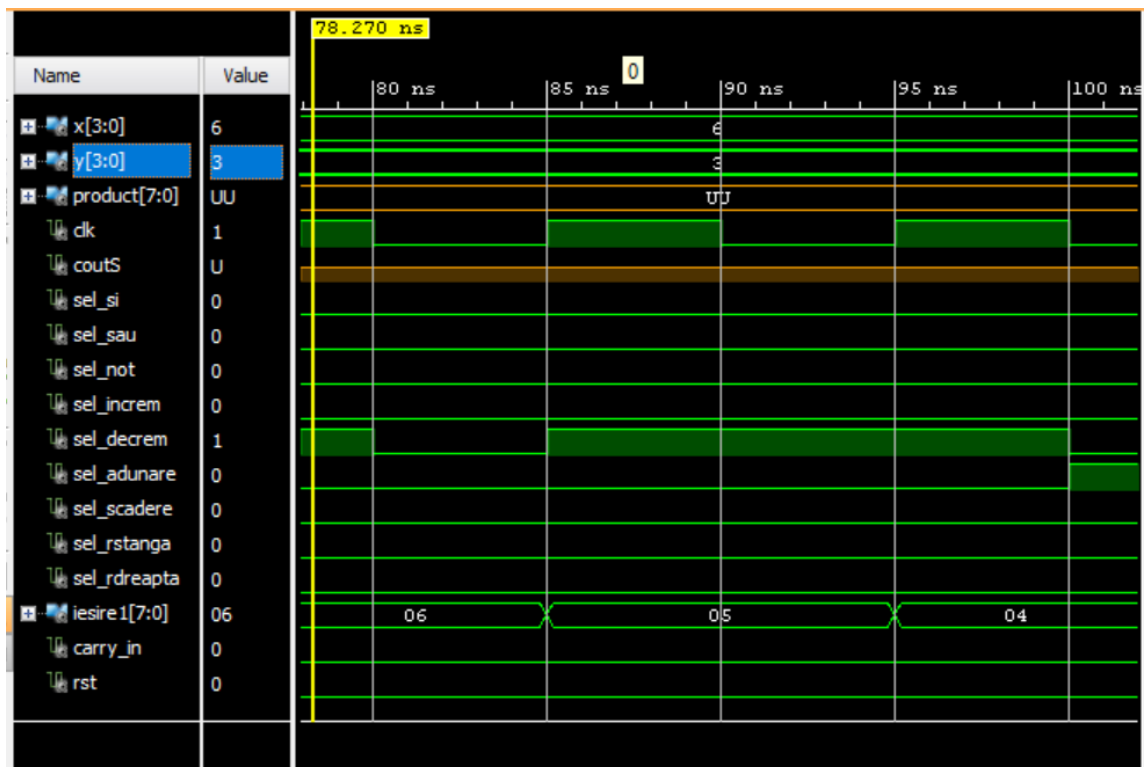 78.270 ns
0
Name Value
80 ns 85 ns 90 ns 95 ns 100 ns
x[3:0] 6 6
y[3:0] 3 3
product[7:0] UU UU
clk 1
coutS U
sel_si 0
sel_sau 0
sel_not 0
sel_increm 0
sel_decrem 1
sel_adunare 0
sel_scadere 0
sel_rstanga 0
sel_rdreapta 0
iesire1[7:0] 06 06 05 04
carry_in 0
rst 0